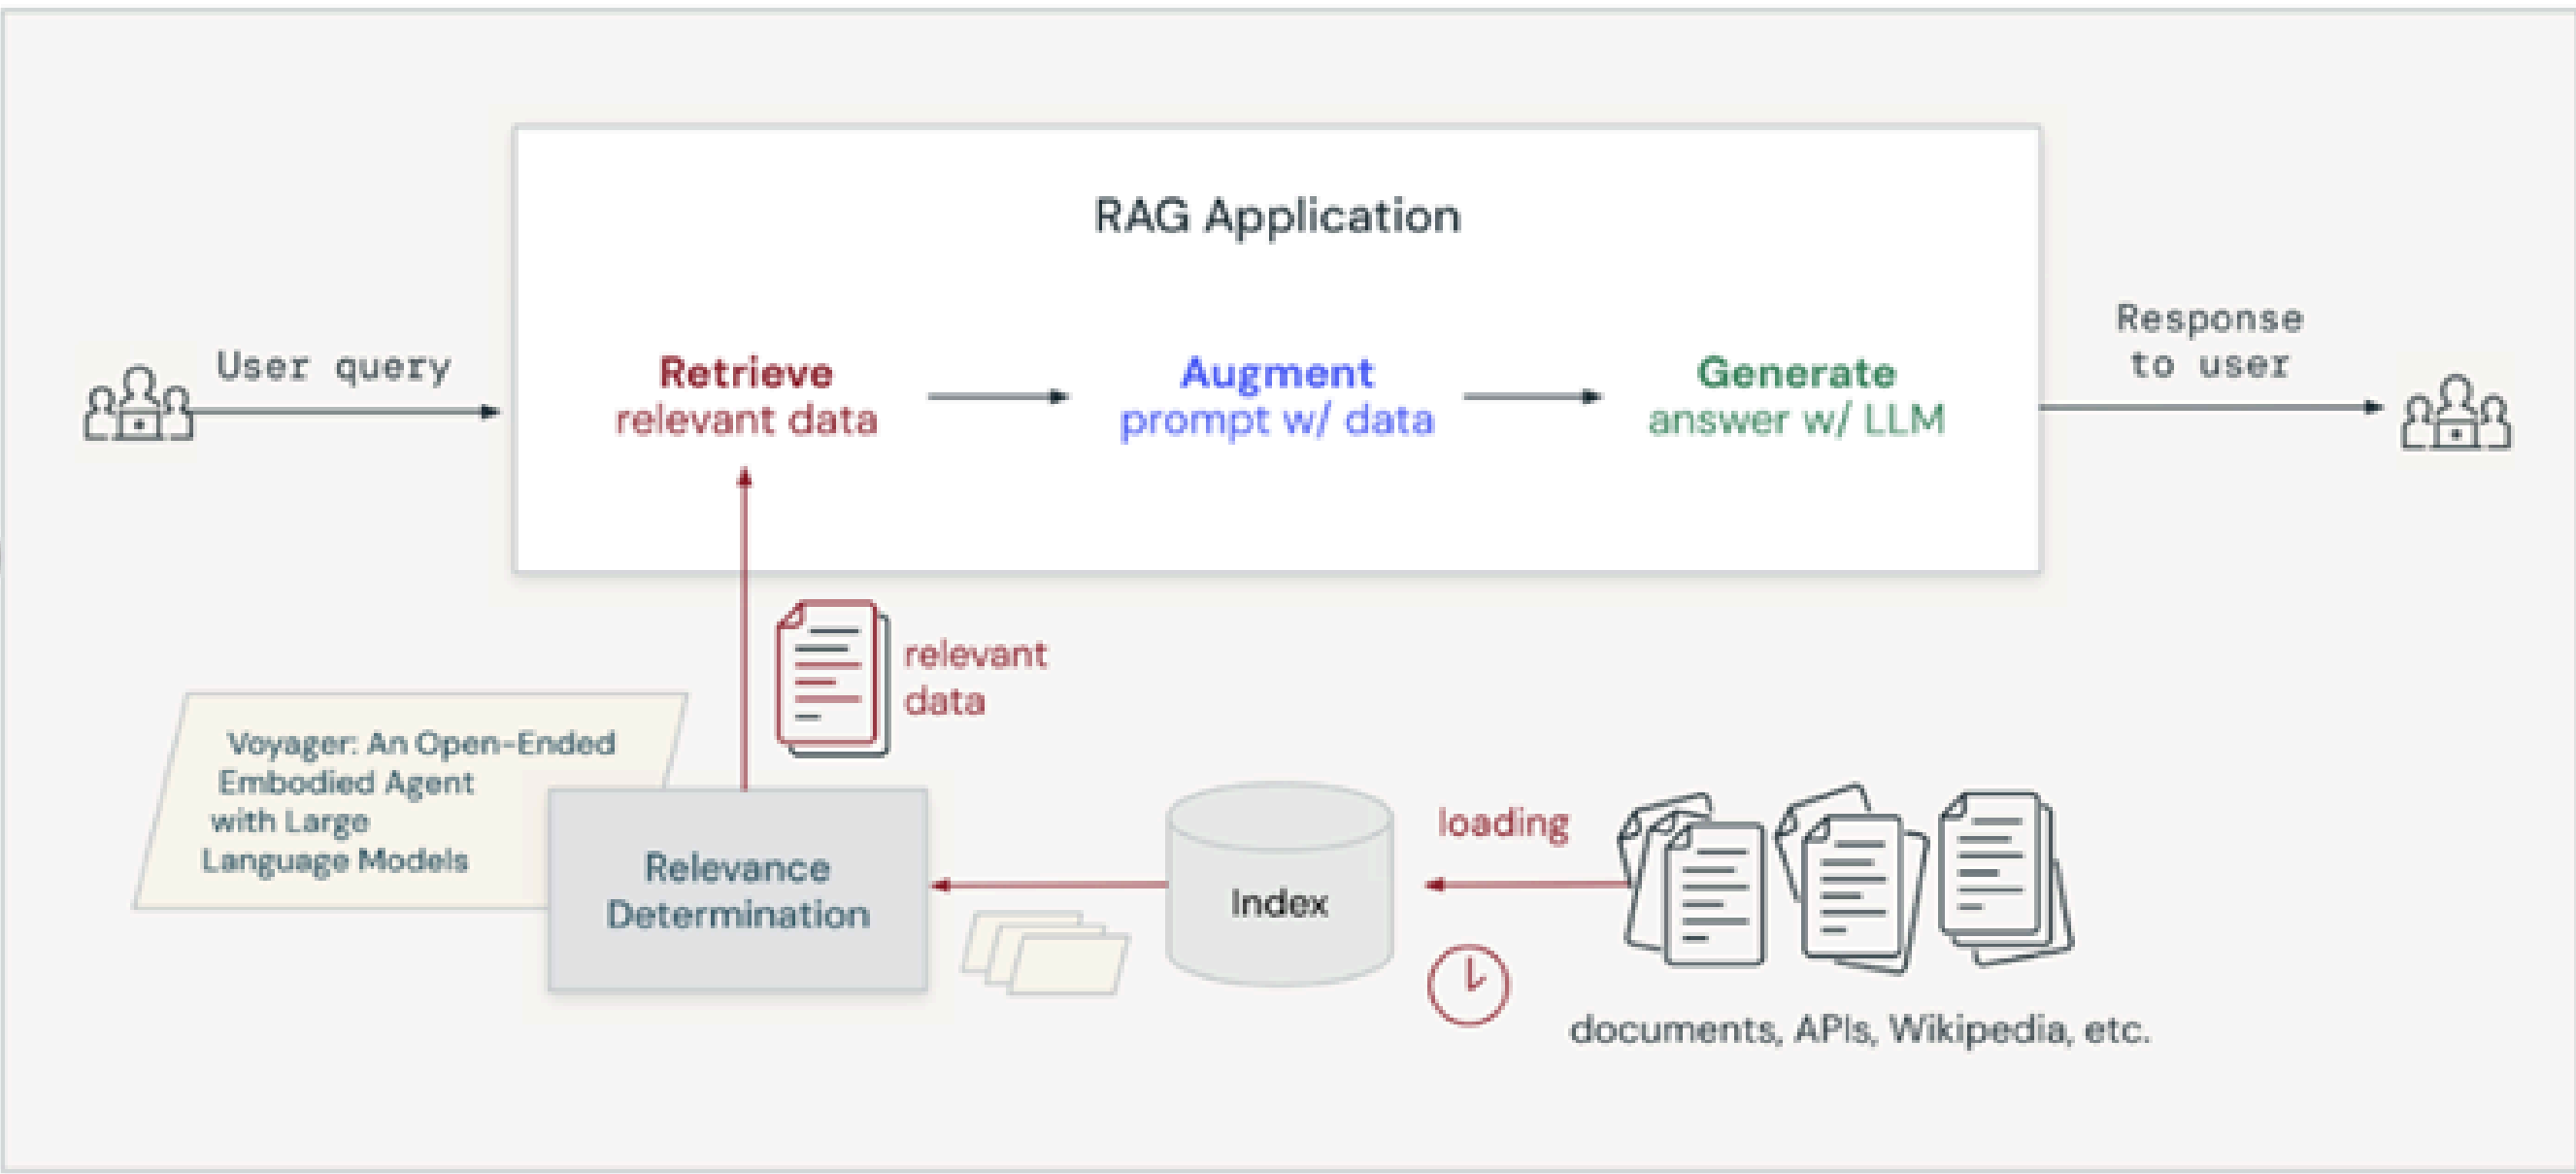 RAG Application
User query
Retrieve
relevant data
Augment
prompt w/ data
Generate
answer w/ LLM
Response
to user
relevant
data
Voyager: An Open-Ended
Embodied Agent
with Large
Language Models
Relevance
Determination
Index
loading
documents, APIs, Wikipedia, etc.